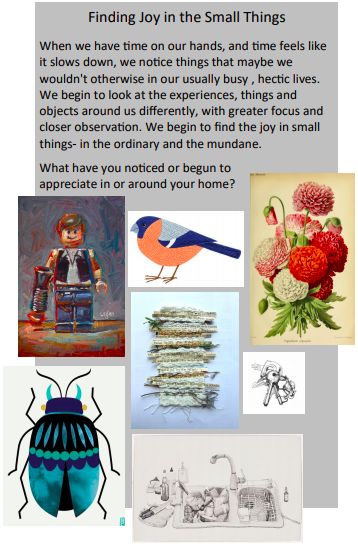 Finding Joy in the Small Things
When we have time on our hands, and time feels like
it slows down, we notice things that maybe we
wouldn't otherwise in our usually busy , hectic lives.
We begin to look at the experiences, things and
objects around us differently, with greater focus and
closer observation. We begin to find the joy in small
things- in the ordinary and the mundane.
What have you noticed or begun to
appreciate in or around your home?